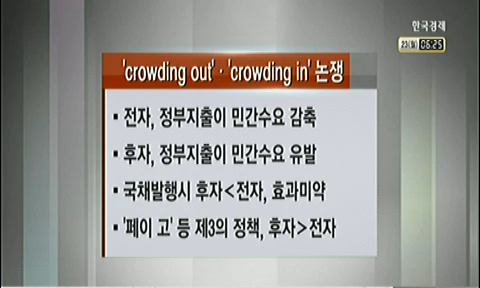 한국경제
23(월) 06:25
'crowding out'·'crowding in' 논쟁
▪ 전자, 정부지출이 민간수요 감축
▪ 후자, 정부지출이 민간수요 유발
▪ 국채발행시 후자<전자, 효과미약
▪ '페이 고' 등 제3의 정책, 후자>전자